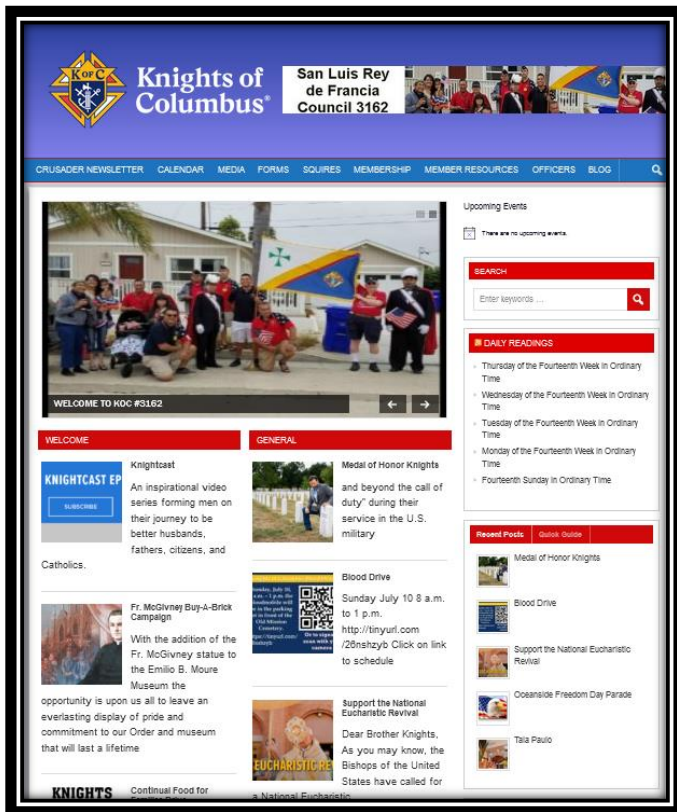 K OF C
Knights of
Columbus®
San Luis Rey
de Francia
Council 3162
CRUSADER NEWSLETTER CALENDAR MEDIA FORMS SQUIRES MEMBERSHIP MEMBER RESOURCES OFFICERS BLOG
WELCOME TO KOC #3162
WELCOME
KNIGHTCAST EP
SUBSCRIBE
Knightcast
An inspirational video
series forming men on
their journey to be
better husbands,
fathers, citizens, and
Catholics.
Fr. McGivney Buy-A-Brick
Campaign
With the addition of the
Fr. McGivney statue to
the Emilio B. Moure
Museum the
opportunity is upon us all to leave an
everlasting display of pride and
commitment to our Order and museum
that will last a lifetime
KNIGHTS
Continual Food for
GENERAL
Medal of Honor Knights
and beyond the call of
duty” during their
service in the U.S.
military
Blood Drive
Sunday July 10 8 a.m.
to 1 p.m.
http://tinyurl.com
/26nshzyb Click on link
to schedule
Support the National
Eucharistic Revival
EUCHARISTIC RE
Dear Brother Knights,
As you may know, the
Bishops of the United
States have called for
a National Eucharistic
Upcoming Events
There are no upcoming events.
SEARCH
Enter keywords ...
DAILY READINGS
Thursday of the Fourteenth Week in Ordinary
Time
Wednesday of the Fourteenth Week in Ordinary
Time
Tuesday of the Fourteenth Week in Ordinary
Time
Monday of the Fourteenth Week in Ordinary
Time
Fourteenth Sunday in Ordinary Time
Recent Posts Quick Guide
Medal of Honor Knights
Blood Drive
Support the National Eucharistic
Revival
Oceanside Freedom Day Parade
Taia Paulo